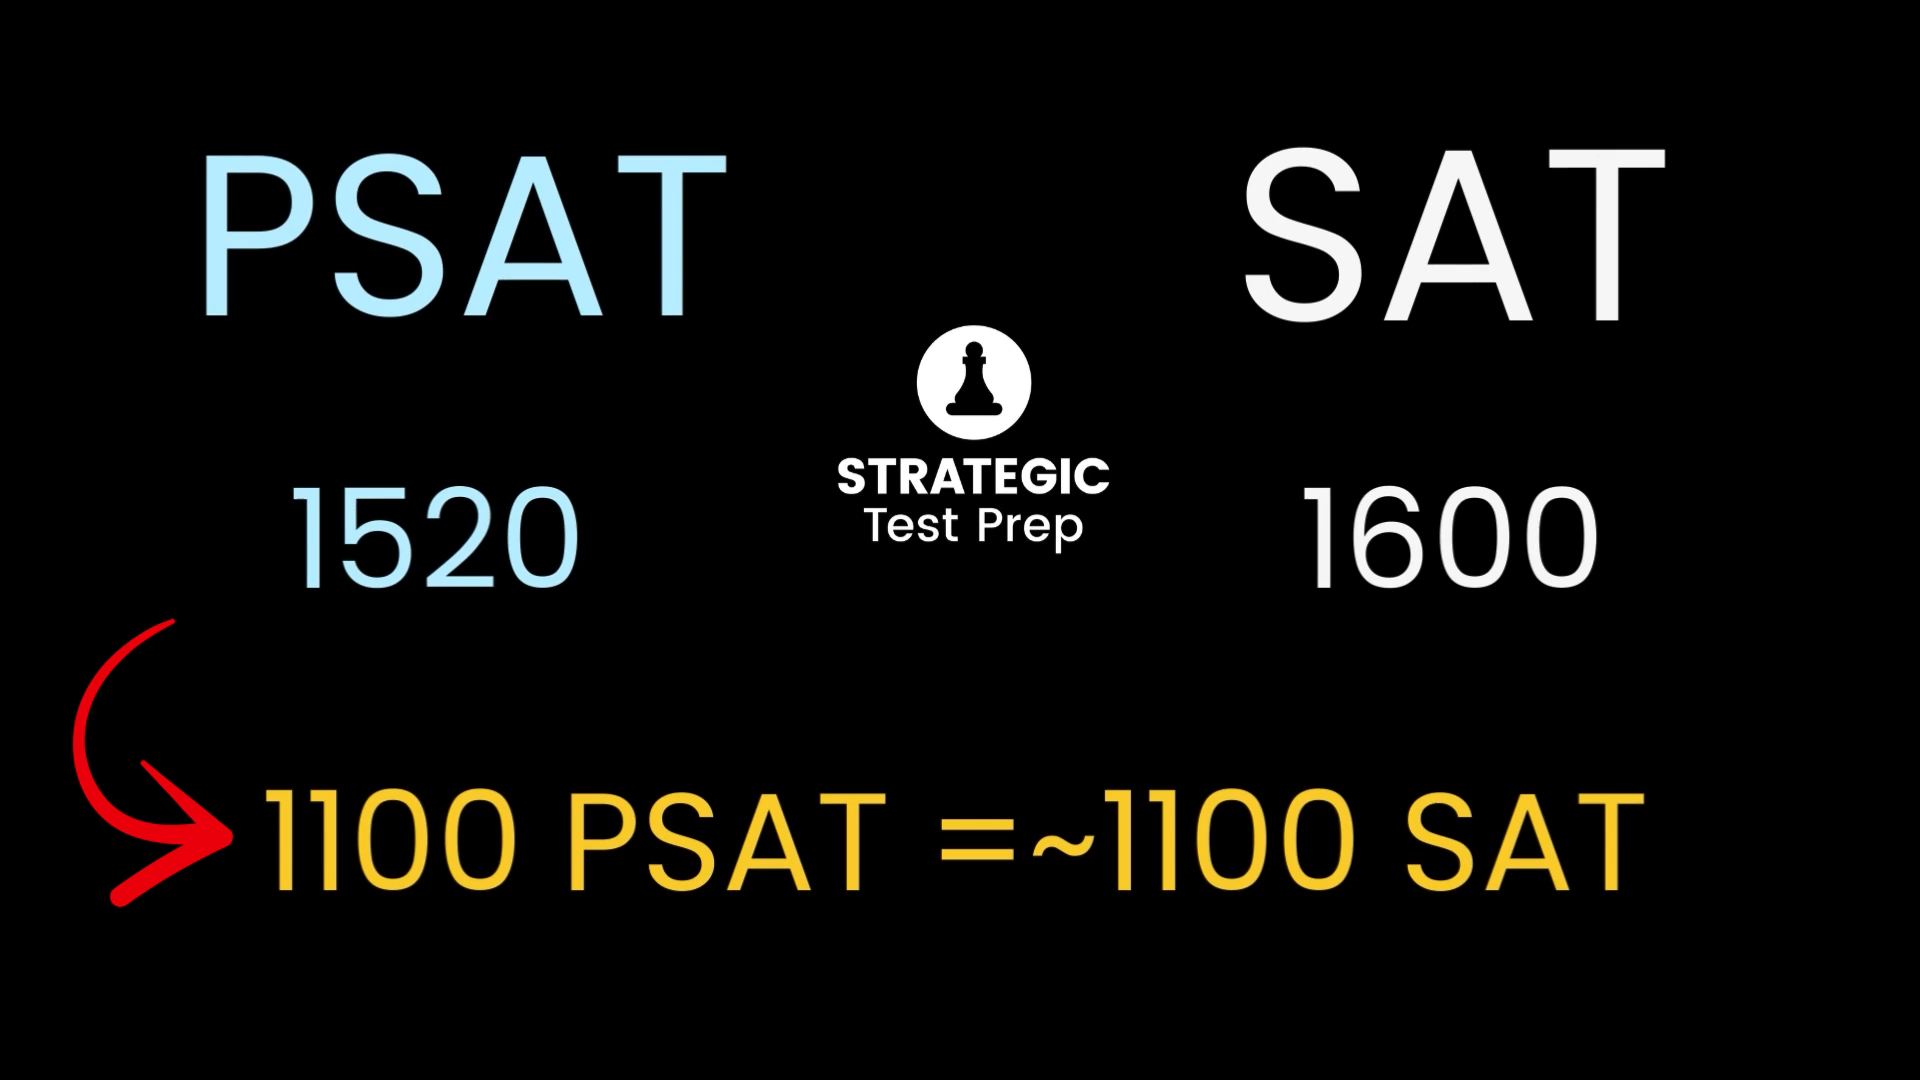 PSAT
SAT
STRATEGIC
Test Prep
1520
1600
1100 PSAT =~1100 SAT